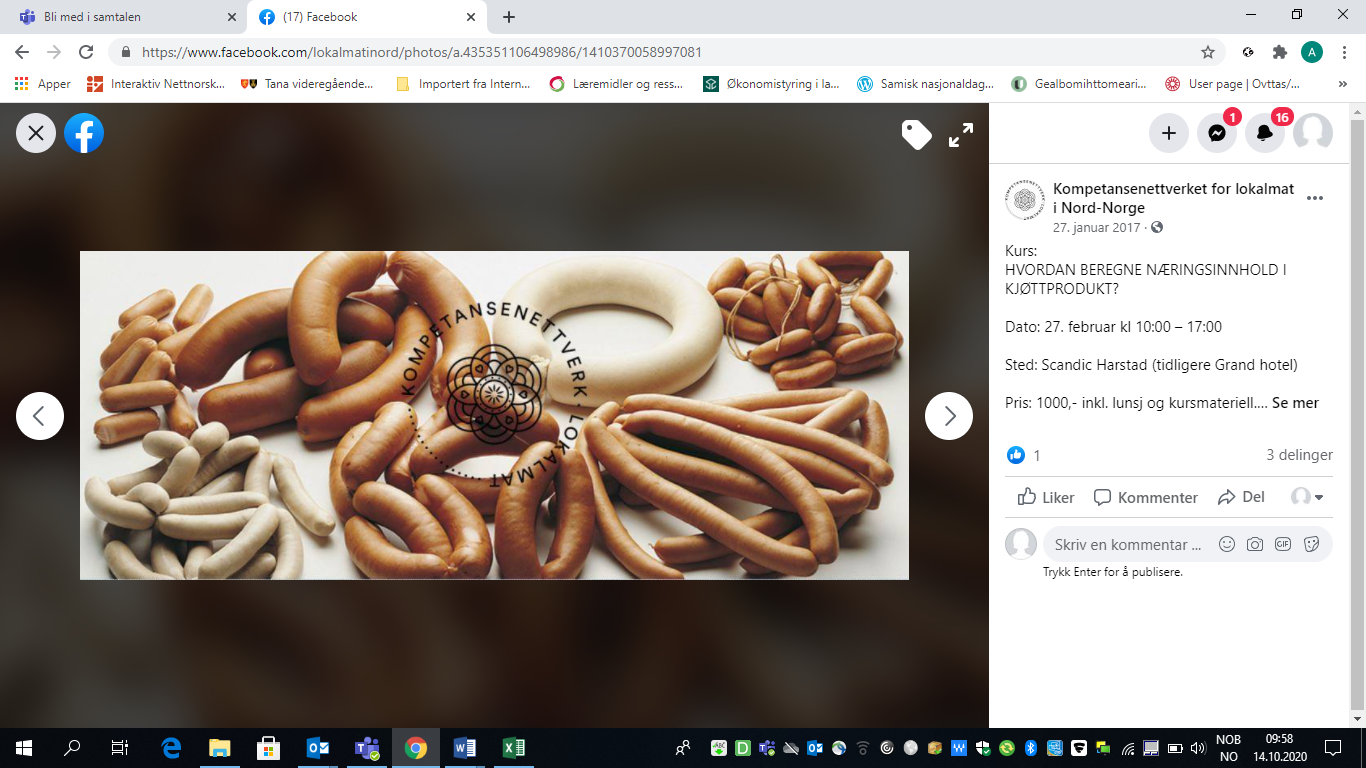 Bli med i samtalen
(17) Facebook
https://www.facebook.com/lokalmatinord/photos/a.435351106498986/1410370058997081
A
Apper
Interaktiv Nettnorsk...
Tana videregående...
Importert fra Intern...
Læremidler og ress...
Økonomistyring i la...
Samisk nasjonaldag...
Gealbomihttomeari...
User page | Ovttas/...
»
1
16
KOMPETANSENETTVERK · LOKALMAT
Kompetansenettverket for lokalmat
i Nord-Norge
27. januar 2017 ·
Kurs:
HVORDAN BEREGNE NÆRINGSINNHOLD I
KJØTTPRODUKT?
Dato: 27. februar kl 10:00 – 17:00
Sted: Scandic Harstad (tidligere Grand hotel)
Pris: 1000,- inkl. lunsj og kursmateriell.... Se mer
1
3 delinger
Liker
Kommenter
Del
Skriv en kommentar ...
GIF
Trykk Enter for å publisere.
NOB
NO
09:58
14.10.2020